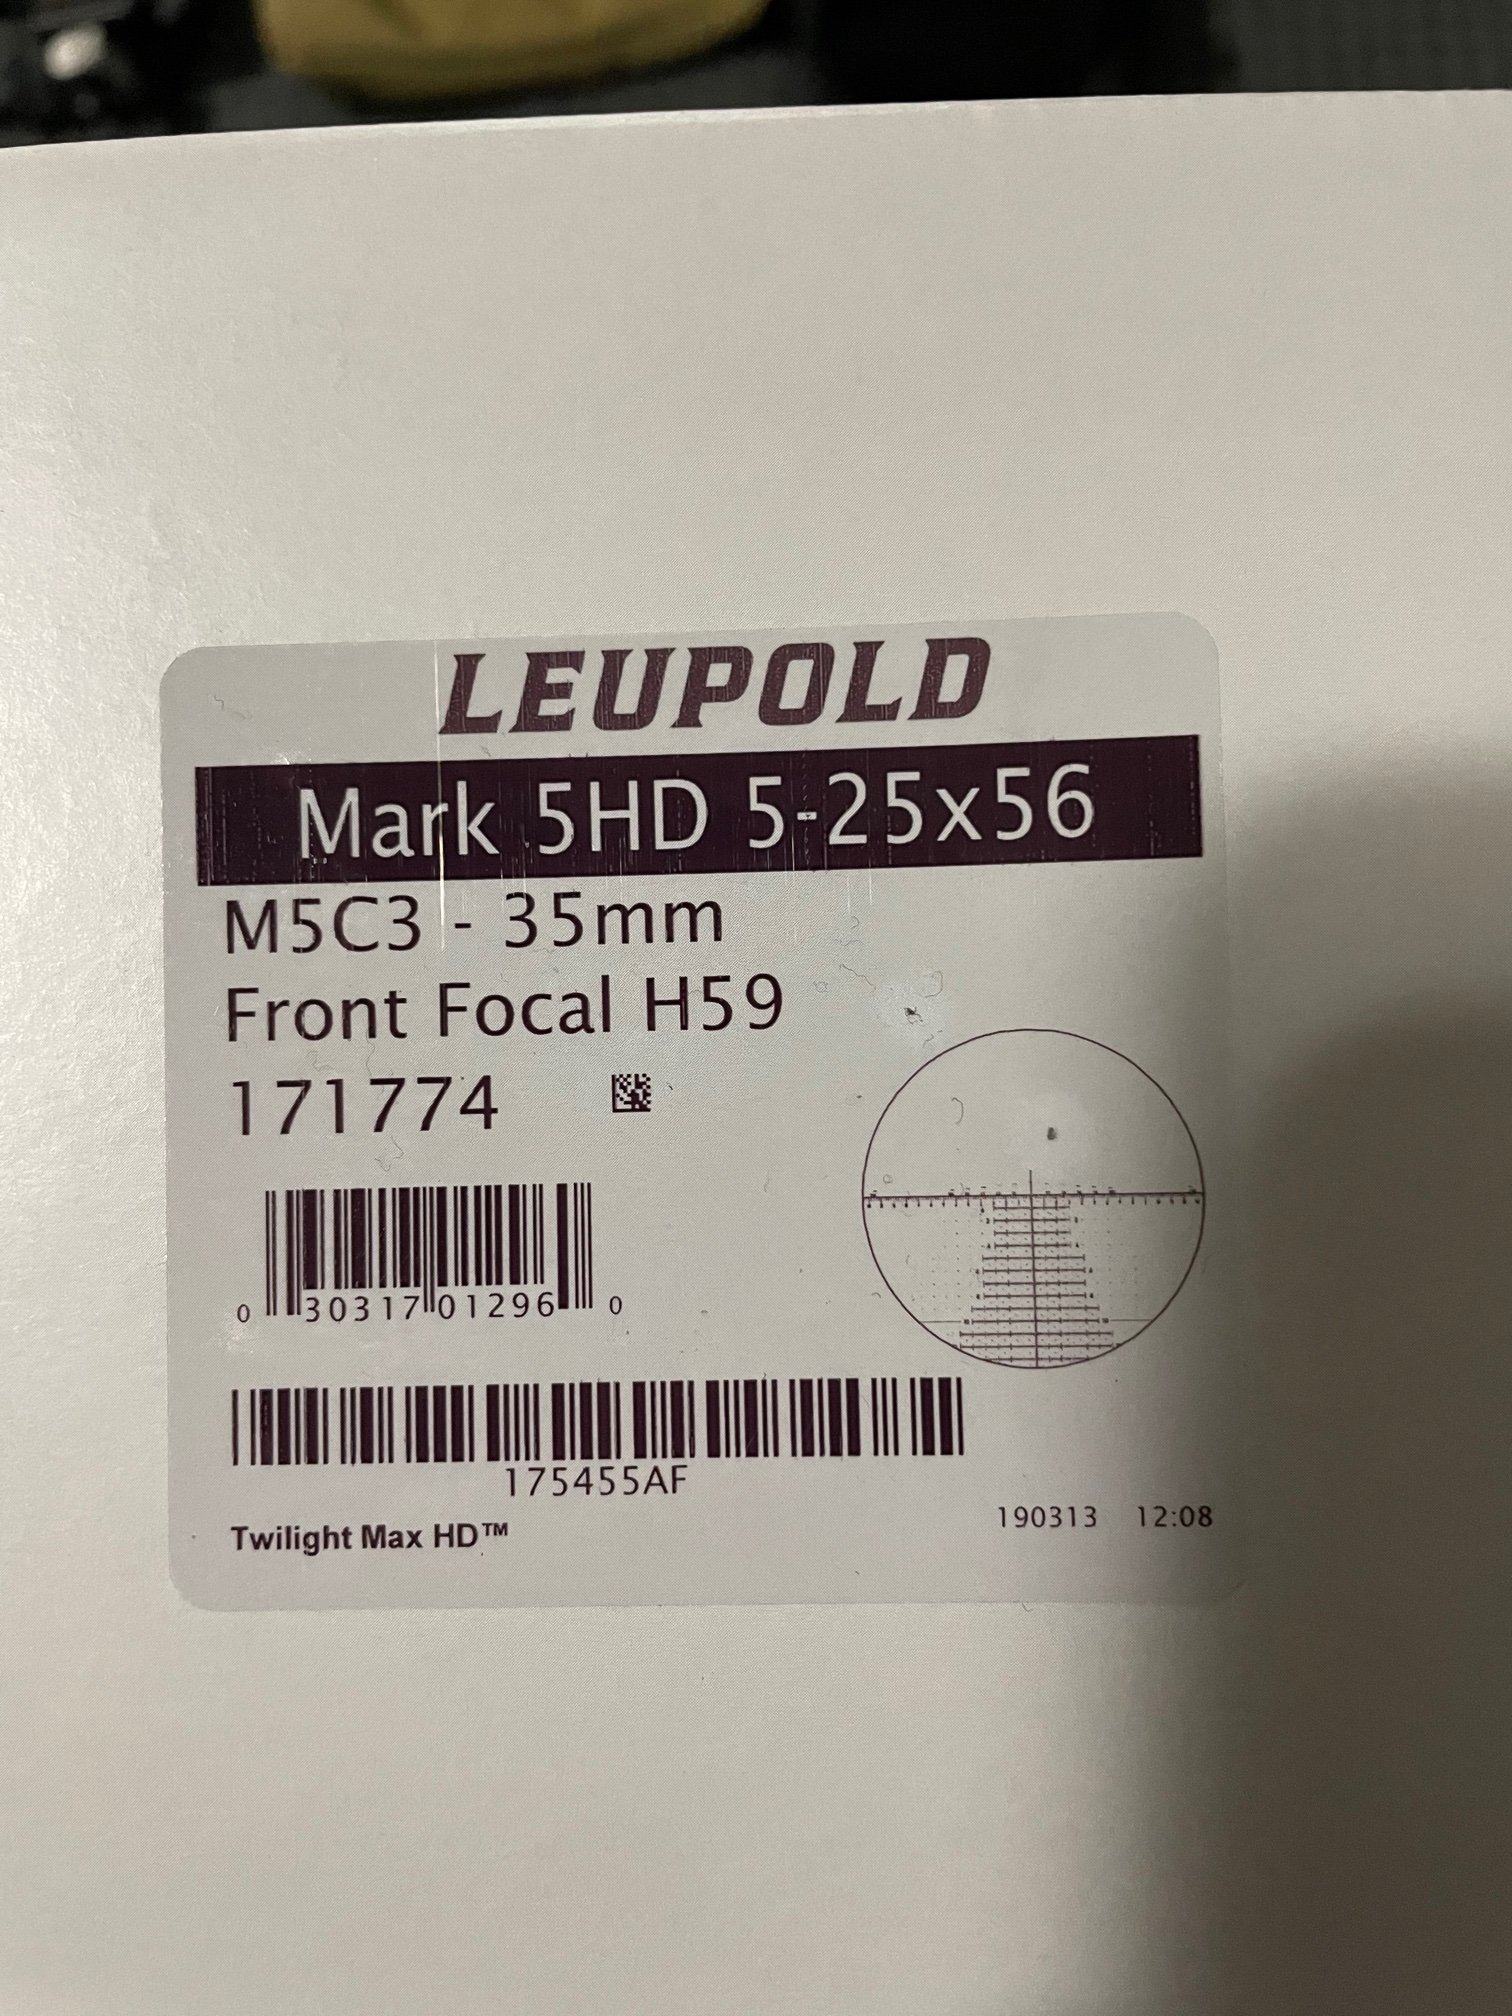 LEUPOLD
Mark 5HD 5-25x56
M5C3 - 35mm
Front Focal H59
171774
0 30317 01296 0
175455AF
Twilight Max HD™
190313 12:08